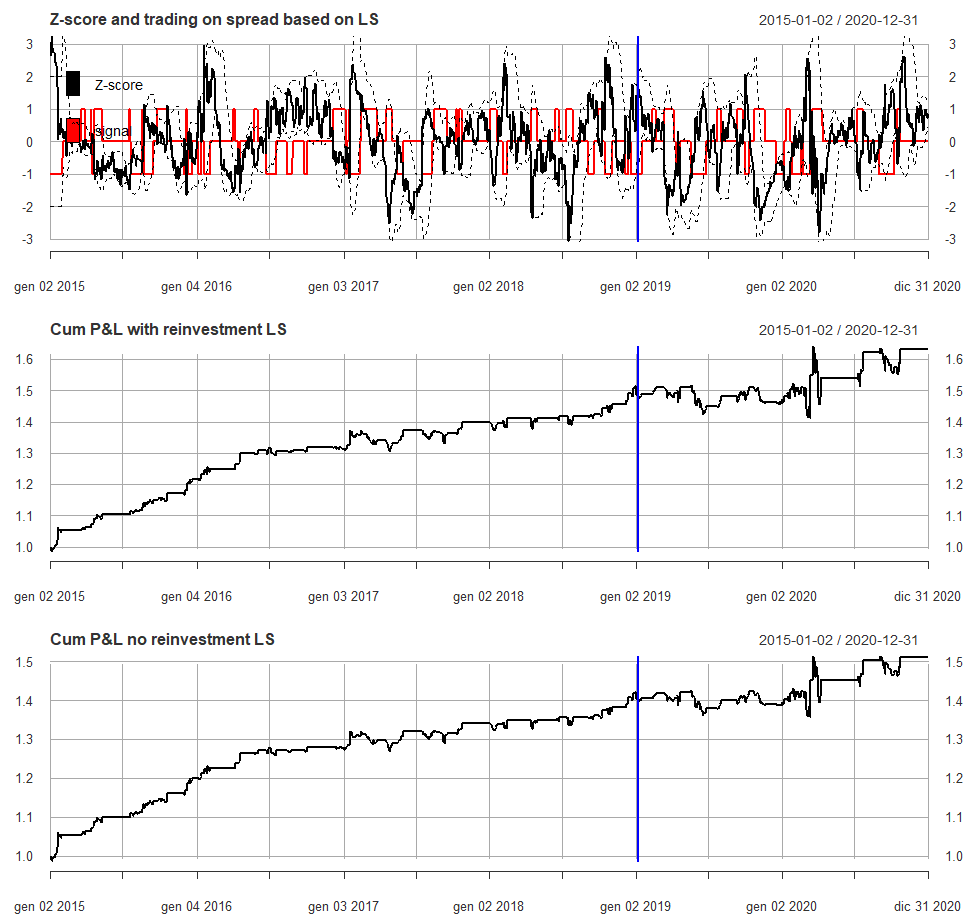 Z-score and trading on spread based on LS 2015-01-02 / 2020-12-31
3 3
2 2
Z-score
1 1
signal
0 0
-1 -1
-2 -2
-3 -3
gen 02 2015 gen 04 2016 gen 03 2017 gen 02 2018 gen 02 2019 gen 02 2020 dic 31 2020
Cum P&L with reinvestment LS 2015-01-02 / 2020-12-31
1.6 1.6
1.5 1.5
1.4 1.4
1.3 1.3
1.2 1.2
1.1 1.1
1.0 1.0
gen 02 2015 gen 04 2016 gen 03 2017 gen 02 2018 gen 02 2019 gen 02 2020 dic 31 2020
Cum P&L no reinvestment LS 2015-01-02 / 2020-12-31
1.5 1.5
1.4 1.4
1.3 1.3
1.2 1.2
1.1 1.1
1.0 1.0
gen 02 2015 gen 04 2016 gen 03 2017 gen 02 2018 gen 02 2019 gen 02 2020 dic 31 2020